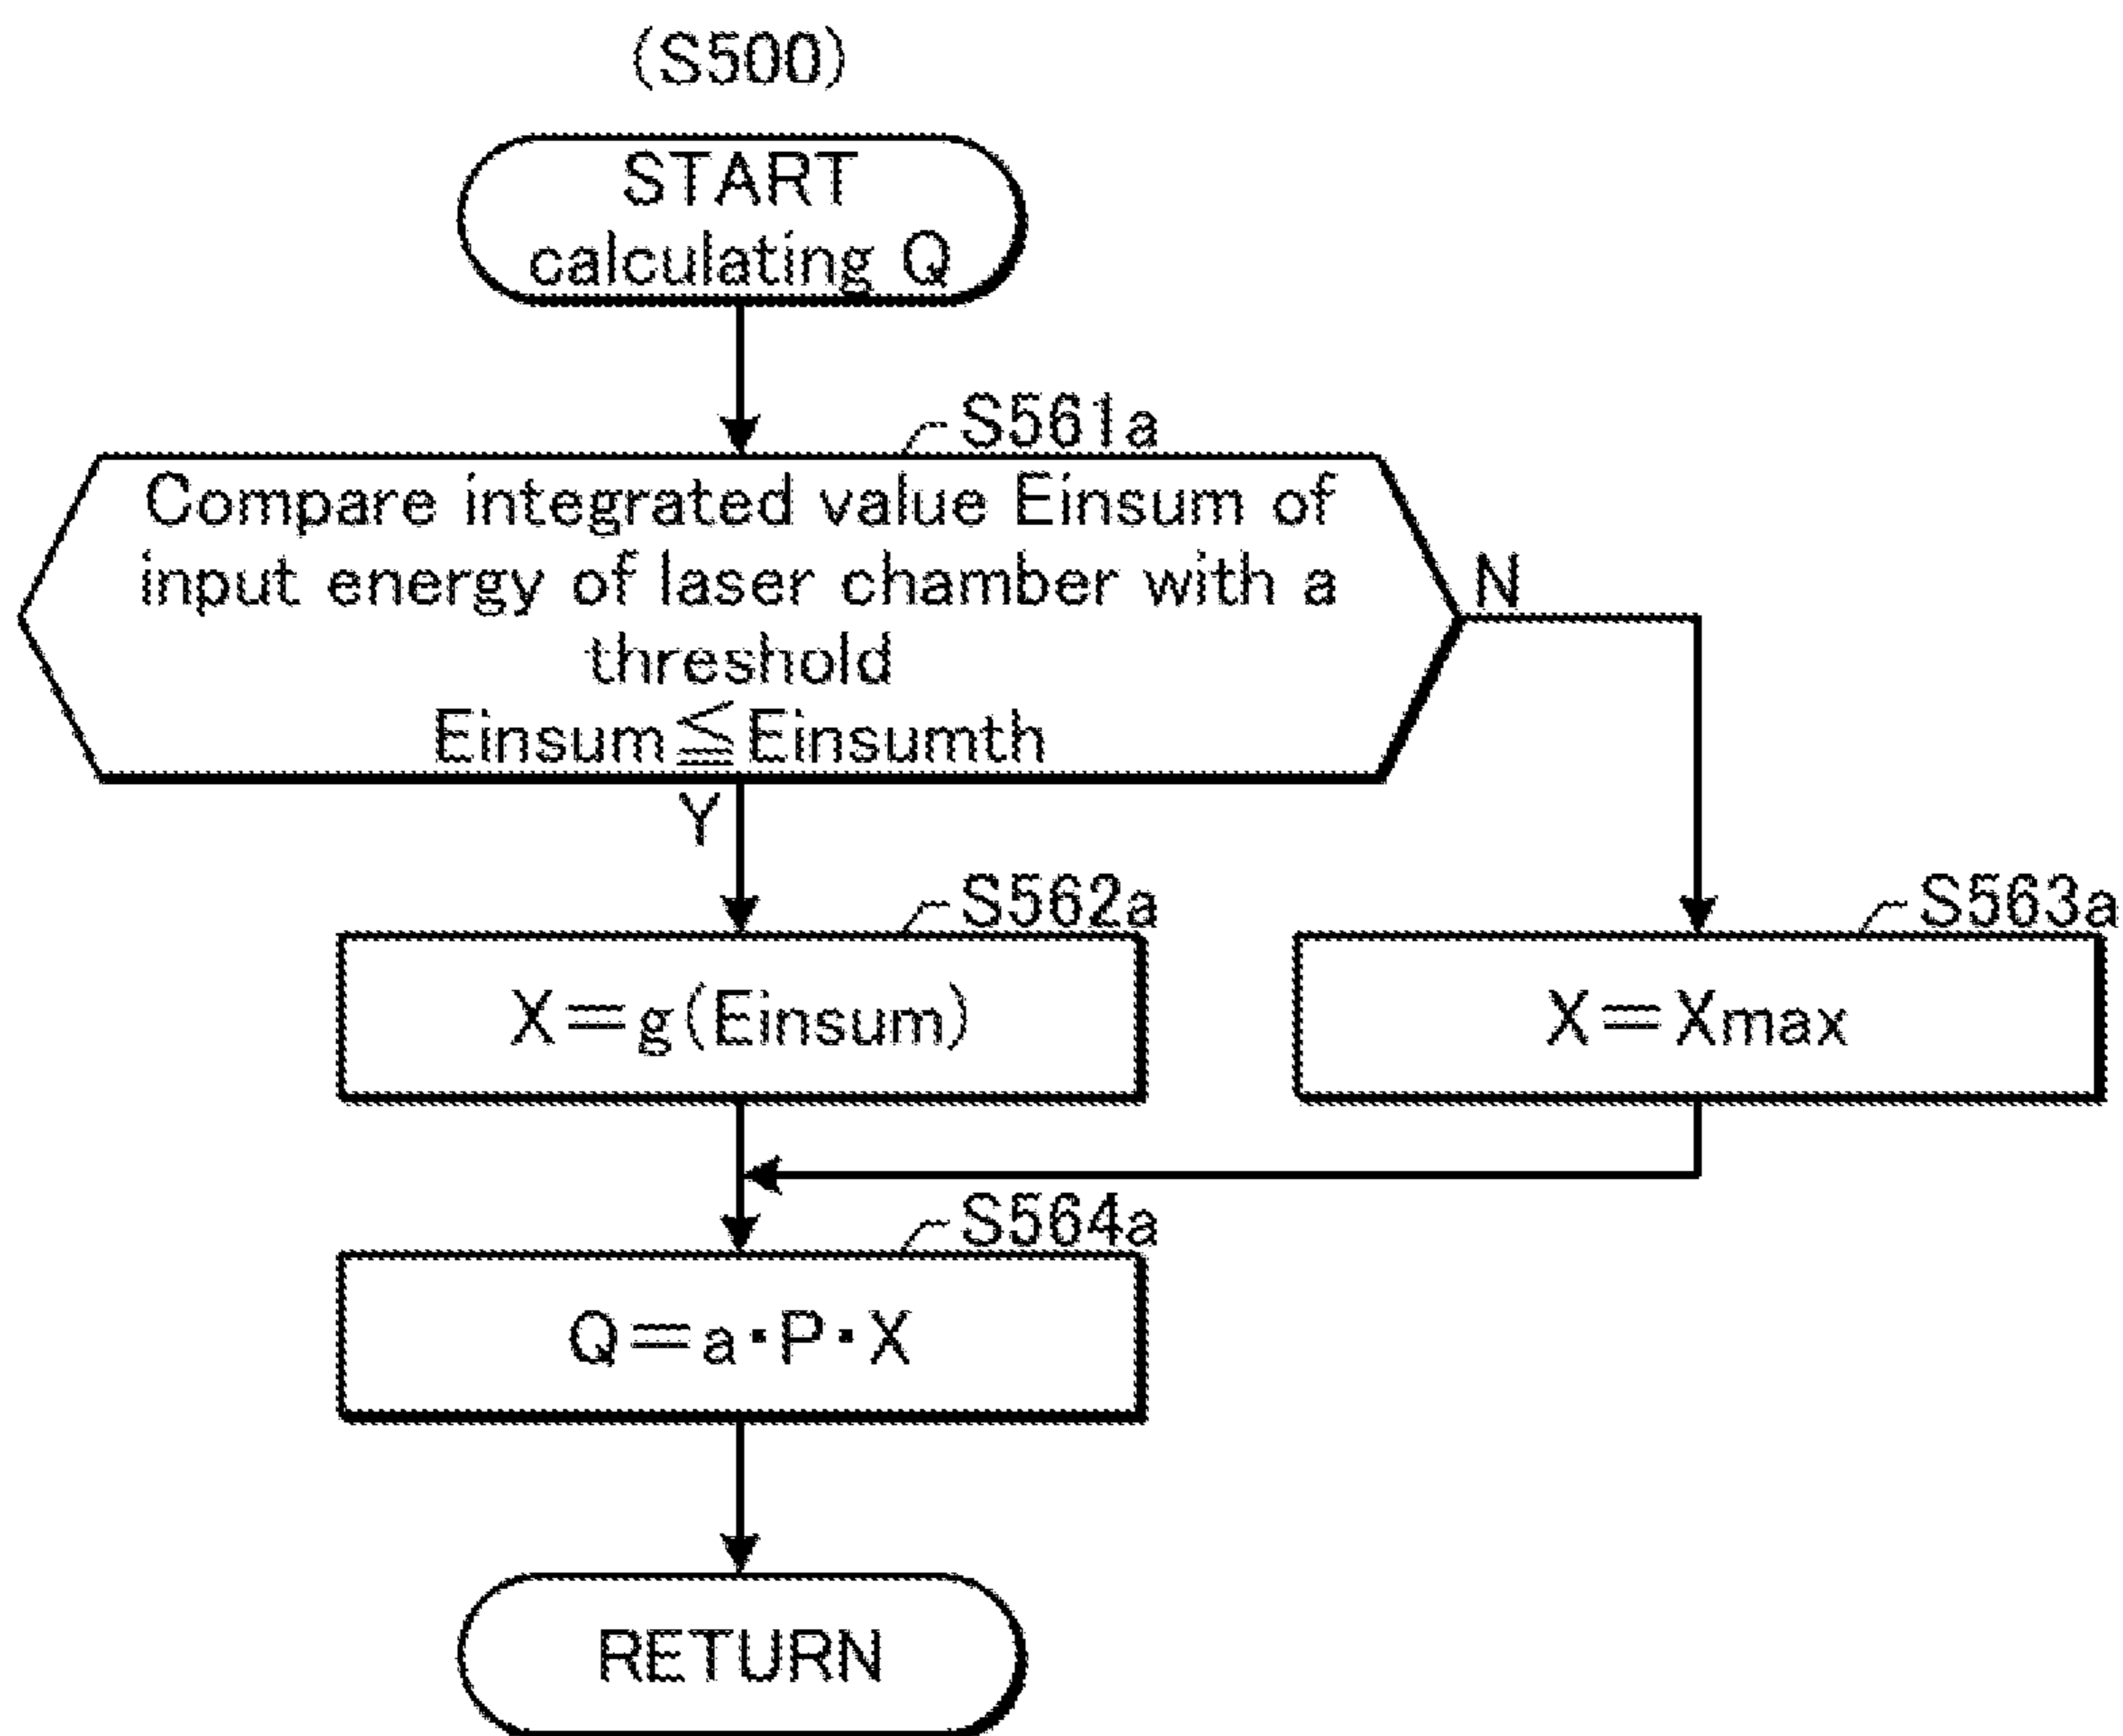 (S500)
START
calculating Q
S561a
Compare integrated value Einsum of
input energy of laser chamber with a
threshold
Einsum≦Einsumth
N
Y
S562a
X=g(Einsum)
S563a
X=Xmax
S564a
Q=a・P・X
RETURN